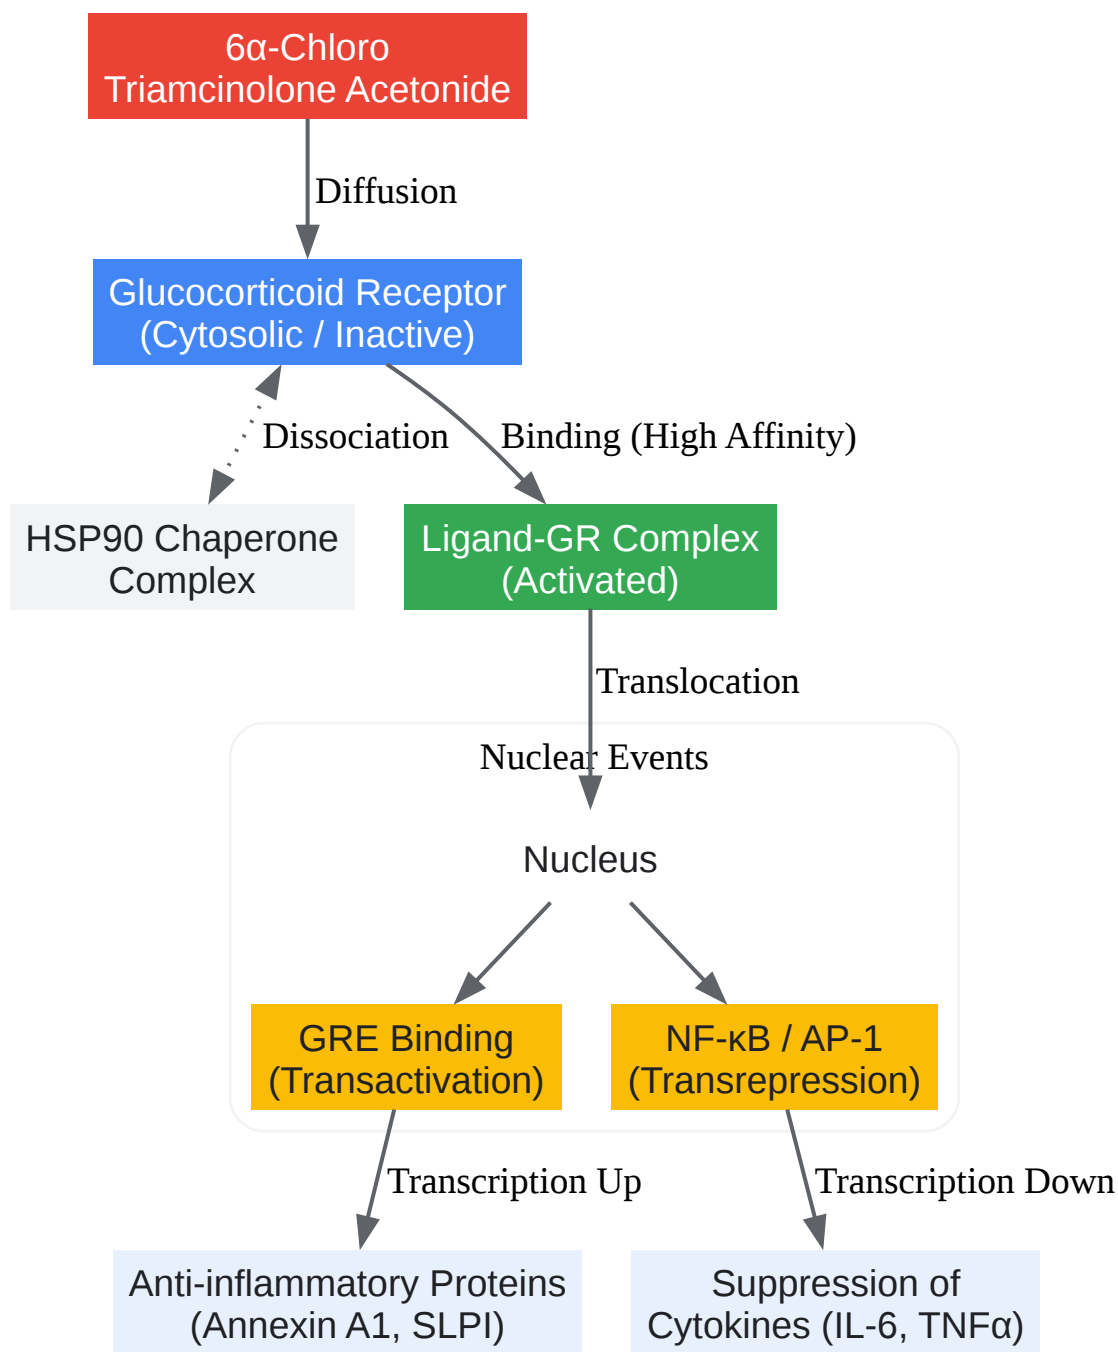 6α-Chloro
Triamcinolone Acetonide
Diffusion
Glucocorticoid Receptor
(Cytosolic / Inactive)
Dissociation
Binding (High Affinity)
HSP90 Chaperone
Complex
Ligand-GR Complex
(Activated)
Translocation
Nuclear Events
Nucleus
GRE Binding
(Transactivation)
NF-κB / AP-1
(Transrepression)
Transcription Up
Transcription Down
Anti-inflammatory Proteins
(Annexin A1, SLPI)
Suppression of
Cytokines (IL-6, TNFα)